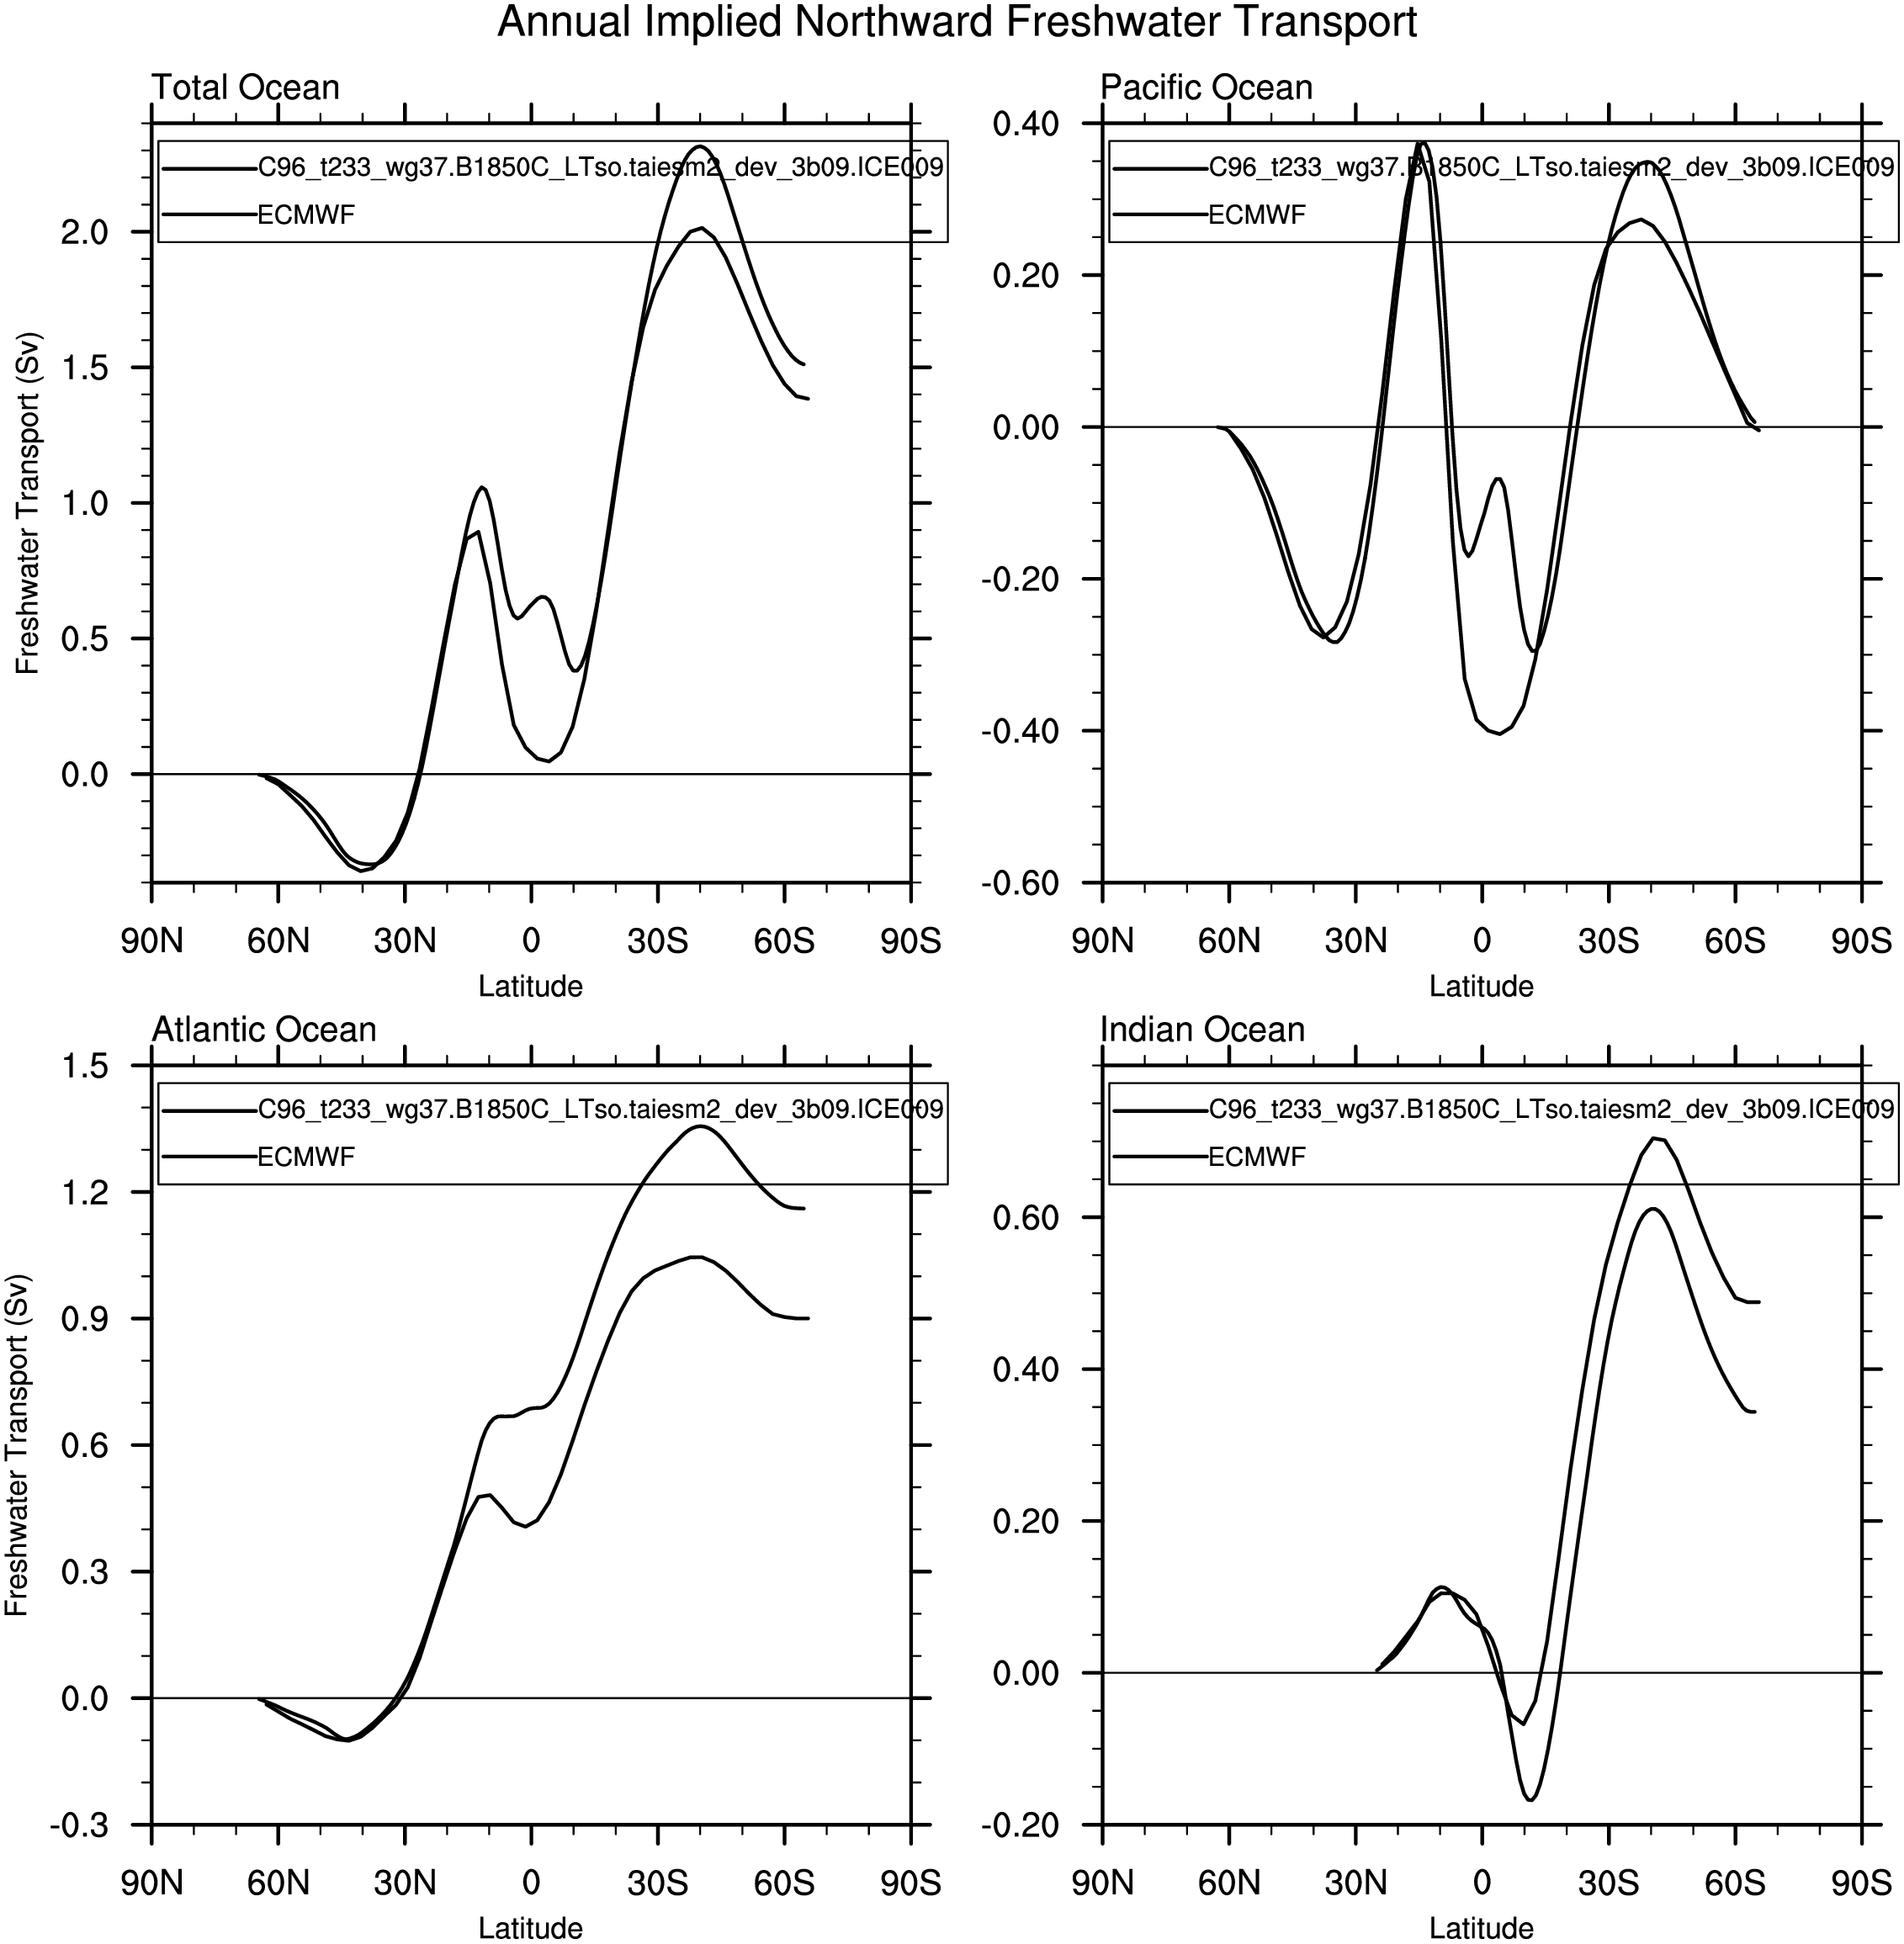 Annual Implied Northward Freshwater Transport
Total Ocean
C96_t233_wg37.B1850C_LTso.taiesm2_dev_3b09.ICE009
ECMWF
2.0
1.5
1.0
0.5
0.0
Freshwater Transport (Sv)
90N 60N 30N 0 30S 60S 90S
Latitude
Pacific Ocean
C96_t233_wg37.B1850C_LTso.taiesm2_dev_3b09.ICE009
ECMWF
0.40
0.20
0.00
-0.20
-0.40
-0.60
90N 60N 30N 0 30S 60S 90S
Latitude
Atlantic Ocean
C96_t233_wg37.B1850C_LTso.taiesm2_dev_3b09.ICE009
ECMWF
1.5
1.2
0.9
0.6
0.3
0.0
-0.3
Freshwater Transport (Sv)
90N 60N 30N 0 30S 60S 90S
Latitude
Indian Ocean
C96_t233_wg37.B1850C_LTso.taiesm2_dev_3b09.ICE009
ECMWF
0.60
0.40
0.20
0.00
-0.20
90N 60N 30N 0 30S 60S 90S
Latitude